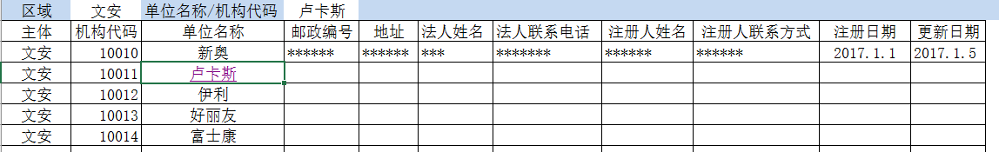 区域 文安 单位名称/机构代码 卢卡斯
主体 机构代码 单位名称 邮政编号 地址 法人姓名 法人联系电话 注册人姓名 注册人联系方式 注册日期 更新日期
文安 10010 新奥 ****** ****** *** ******* ****** ****** 2017.1.1 2017.1.5
文安 10011 卢卡斯
文安 10012 伊利
文安 10013 好丽友
文安 10014 富士康